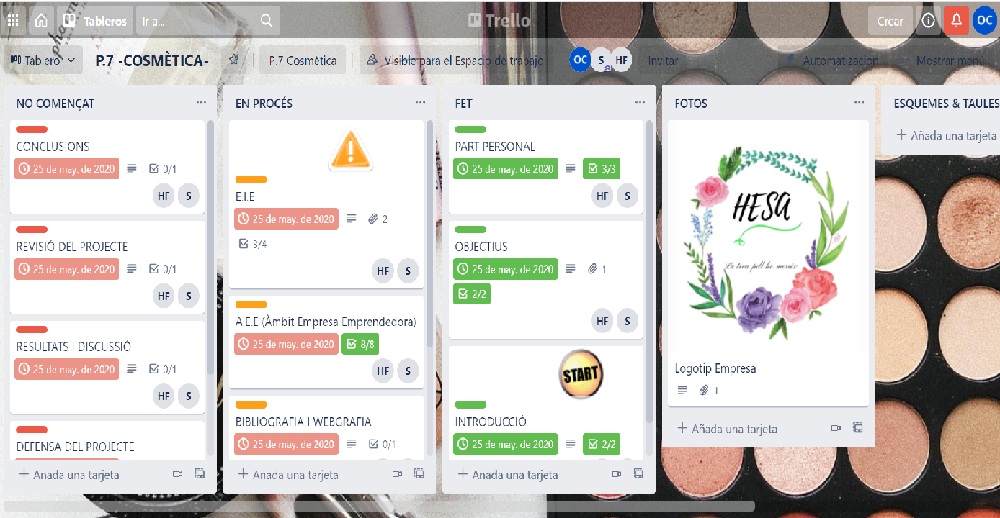 Tableros Ir a... Trello Crear OC
Tablero P.7 -COSMÈTICA- P.7 Cosmètica Visible para el Espacio de trabajo OC S HF Invitar Automatización Mostrar menú
NO COMENÇAT
CONCLUSIONS
25 de may. de 2020 0/1
HF S
REVISIÓ DEL PROJECTE
25 de may. de 2020 0/1
HF S
RESULTATS I DISCUSSIÓ
25 de may. de 2020 0/1
HF S
DEFENSA DEL PROJECTE
+ Añada una tarjeta
EN PROCÉS
E.I.E
25 de may. de 2020 2
3/4
HF S
A.E.E (Àmbit Empresa Emprendedora)
25 de may. de 2020 8/8
HF S
BIBLIOGRAFIA I WEBGRAFIA
25 de may. de 2020 0/1
+ Añada una tarjeta
FET
PART PERSONAL
25 de may. de 2020 3/3
HF S
OBJECTIUS
25 de may. de 2020 1
2/2
HF S
START
INTRODUCCIÓ
25 de may. de 2020 2/2
+ Añada una tarjeta
FOTOS
HESA
La teva pell ho mereix
Logotip Empresa
1
+ Añada una tarjeta
ESQUEMES & TAULES
+ Añada una tarjeta